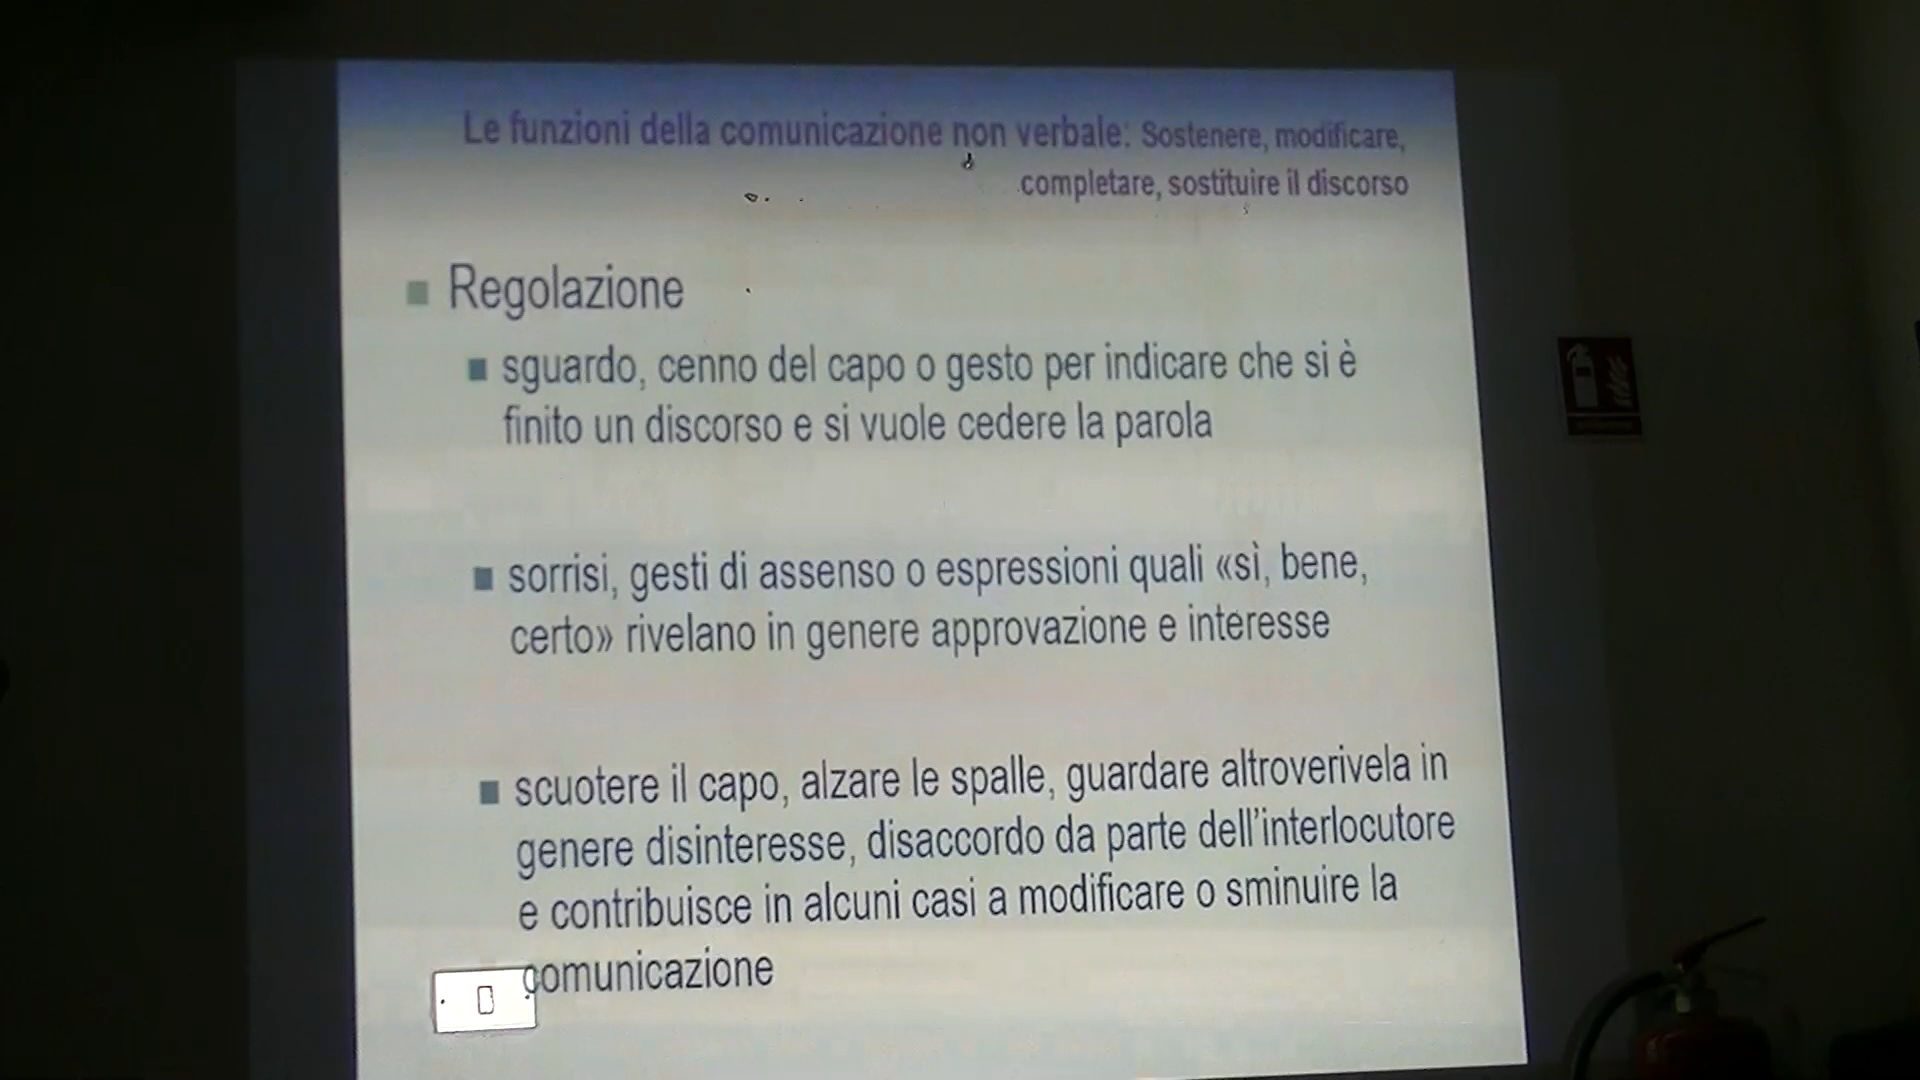 Le funzioni della comunicazione non verbale: Sostenere, modificare,
completare, sostituire il discorso
Regolazione
sguardo, cenno del capo o gesto per indicare che si è
finito un discorso e si vuole cedere la parola
sorrisi, gesti di assenso o espressioni quali «sì, bene,
certo» rivelano in genere approvazione e interesse
scuotere il capo, alzare le spalle, guardare altroverivela in
genere disinteresse, disaccordo da parte dell'interlocutore
e contribuisce in alcuni casi a modificare o sminuire la
comunicazione